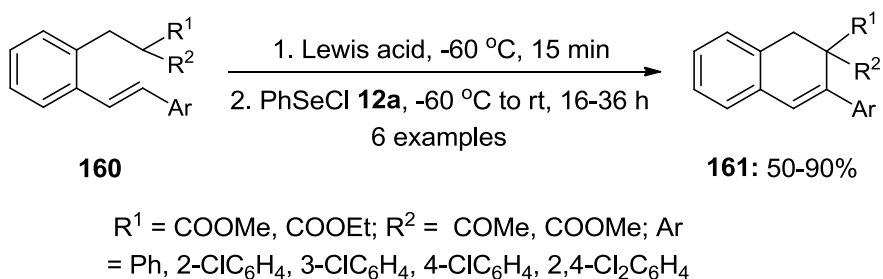 R¹
R²
Ar
160
1. Lewis acid, -60 °C, 15 min
2. PhSeCl 12a, -60 °C to rt, 16-36 h
6 examples
R¹
R²
Ar
161: 50-90%
R¹ = COOMe, COOEt; R² = COMe, COOMe; Ar
= Ph, 2-ClC₆H₄, 3-ClC₆H₄, 4-ClC₆H₄, 2,4-Cl₂C₆H₄